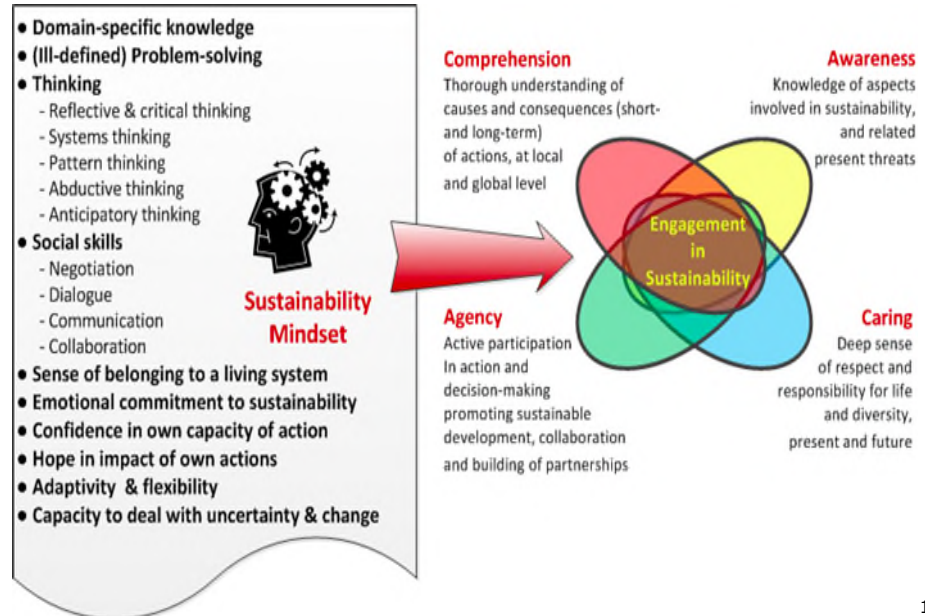 ● Domain-specific knowledge
● (Ill-defined) Problem-solving
● Thinking
- Reflective & critical thinking
- Systems thinking
- Pattern thinking
- Abductive thinking
- Anticipatory thinking
● Social skills
- Negotiation
- Dialogue
- Communication
- Collaboration
● Sense of belonging to a living system
● Emotional commitment to sustainability
● Confidence in own capacity of action
● Hope in impact of own actions
● Adaptivity & flexibility
● Capacity to deal with uncertainty & change
Sustainability
Mindset
Comprehension
Thorough understanding of
causes and consequences (short-
and long-term)
of actions, at local
and global level
Awareness
Knowledge of aspects
involved in sustainability,
and related
present threats
Engagement
in
Sustainability
Agency
Active participation
In action and
decision-making
promoting sustainable
development, collaboration
and building of partnerships
Caring
Deep sense
of respect and
responsibility for life
and diversity,
present and future
1